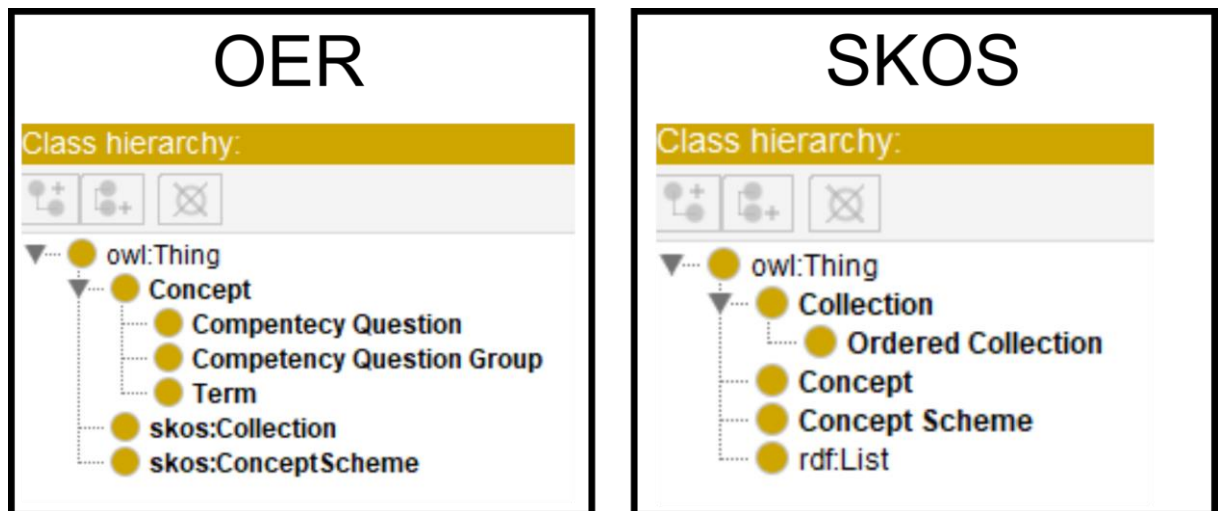 OER
Class hierarchy:
owl:Thing
Concept
Compentecy Question
Competency Question Group
Term
skos:Collection
skos:ConceptScheme
SKOS
Class hierarchy:
owl:Thing
Collection
Ordered Collection
Concept
Concept Scheme
rdf:List